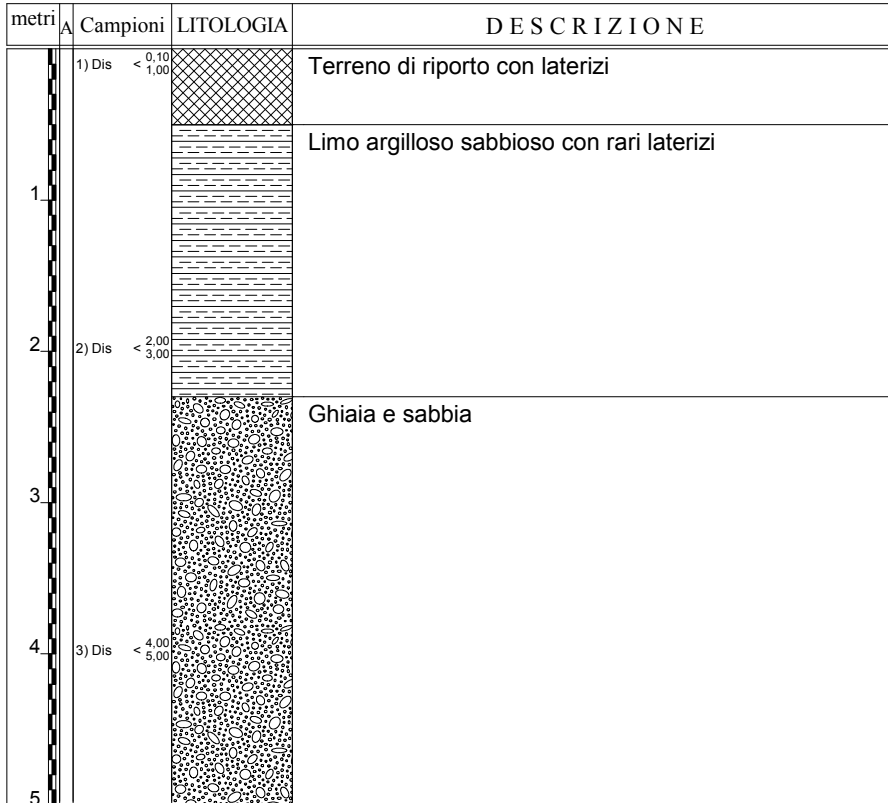 metri A Campioni LITOLOGIA DESCRIZIONE
1) Dis < 0,10 1,00 Terreno di riporto con laterizi
Limo argilloso sabbioso con rari laterizi
1
2 2) Dis < 2,00 3,00
Ghiaia e sabbia
3
4 3) Dis < 4,00 5,00
5